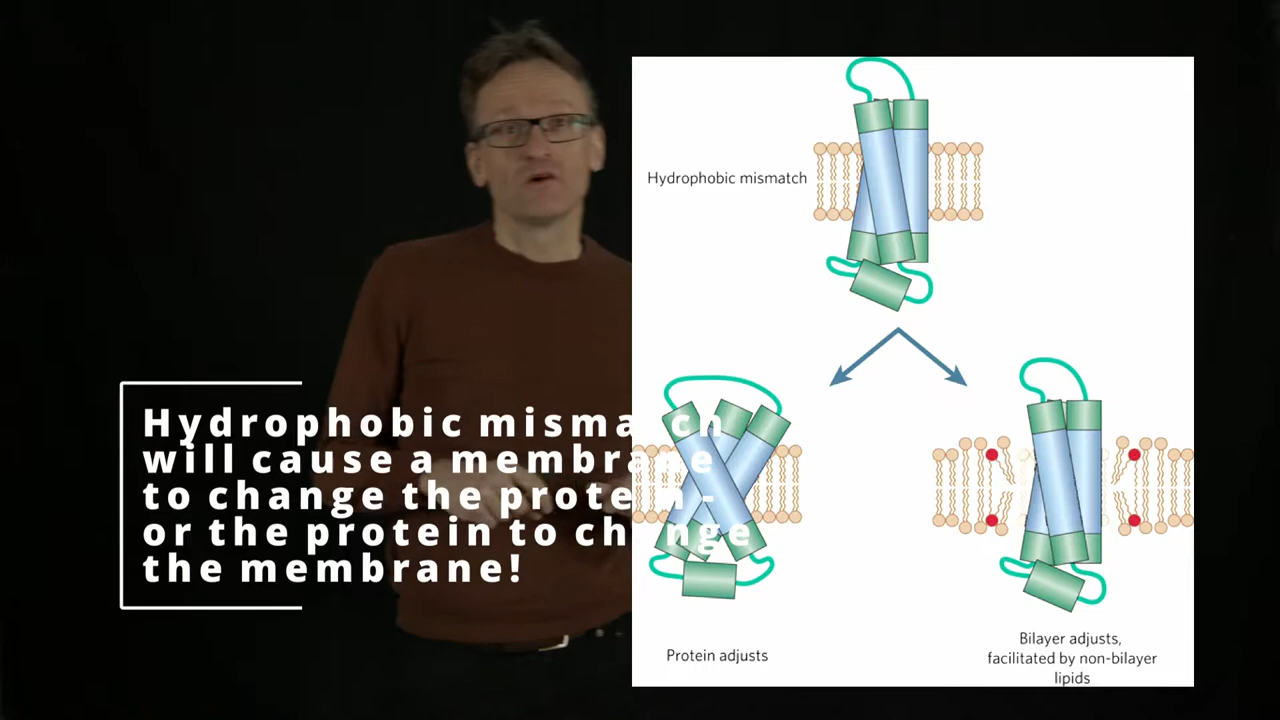 Hydrophobic mismatch
Hydrophobic mismatch
will cause a membrane
to change the protein -
or the protein to change
the membrane!
Protein adjusts
Bilayer adjusts,
facilitated by non-bilayer
lipids